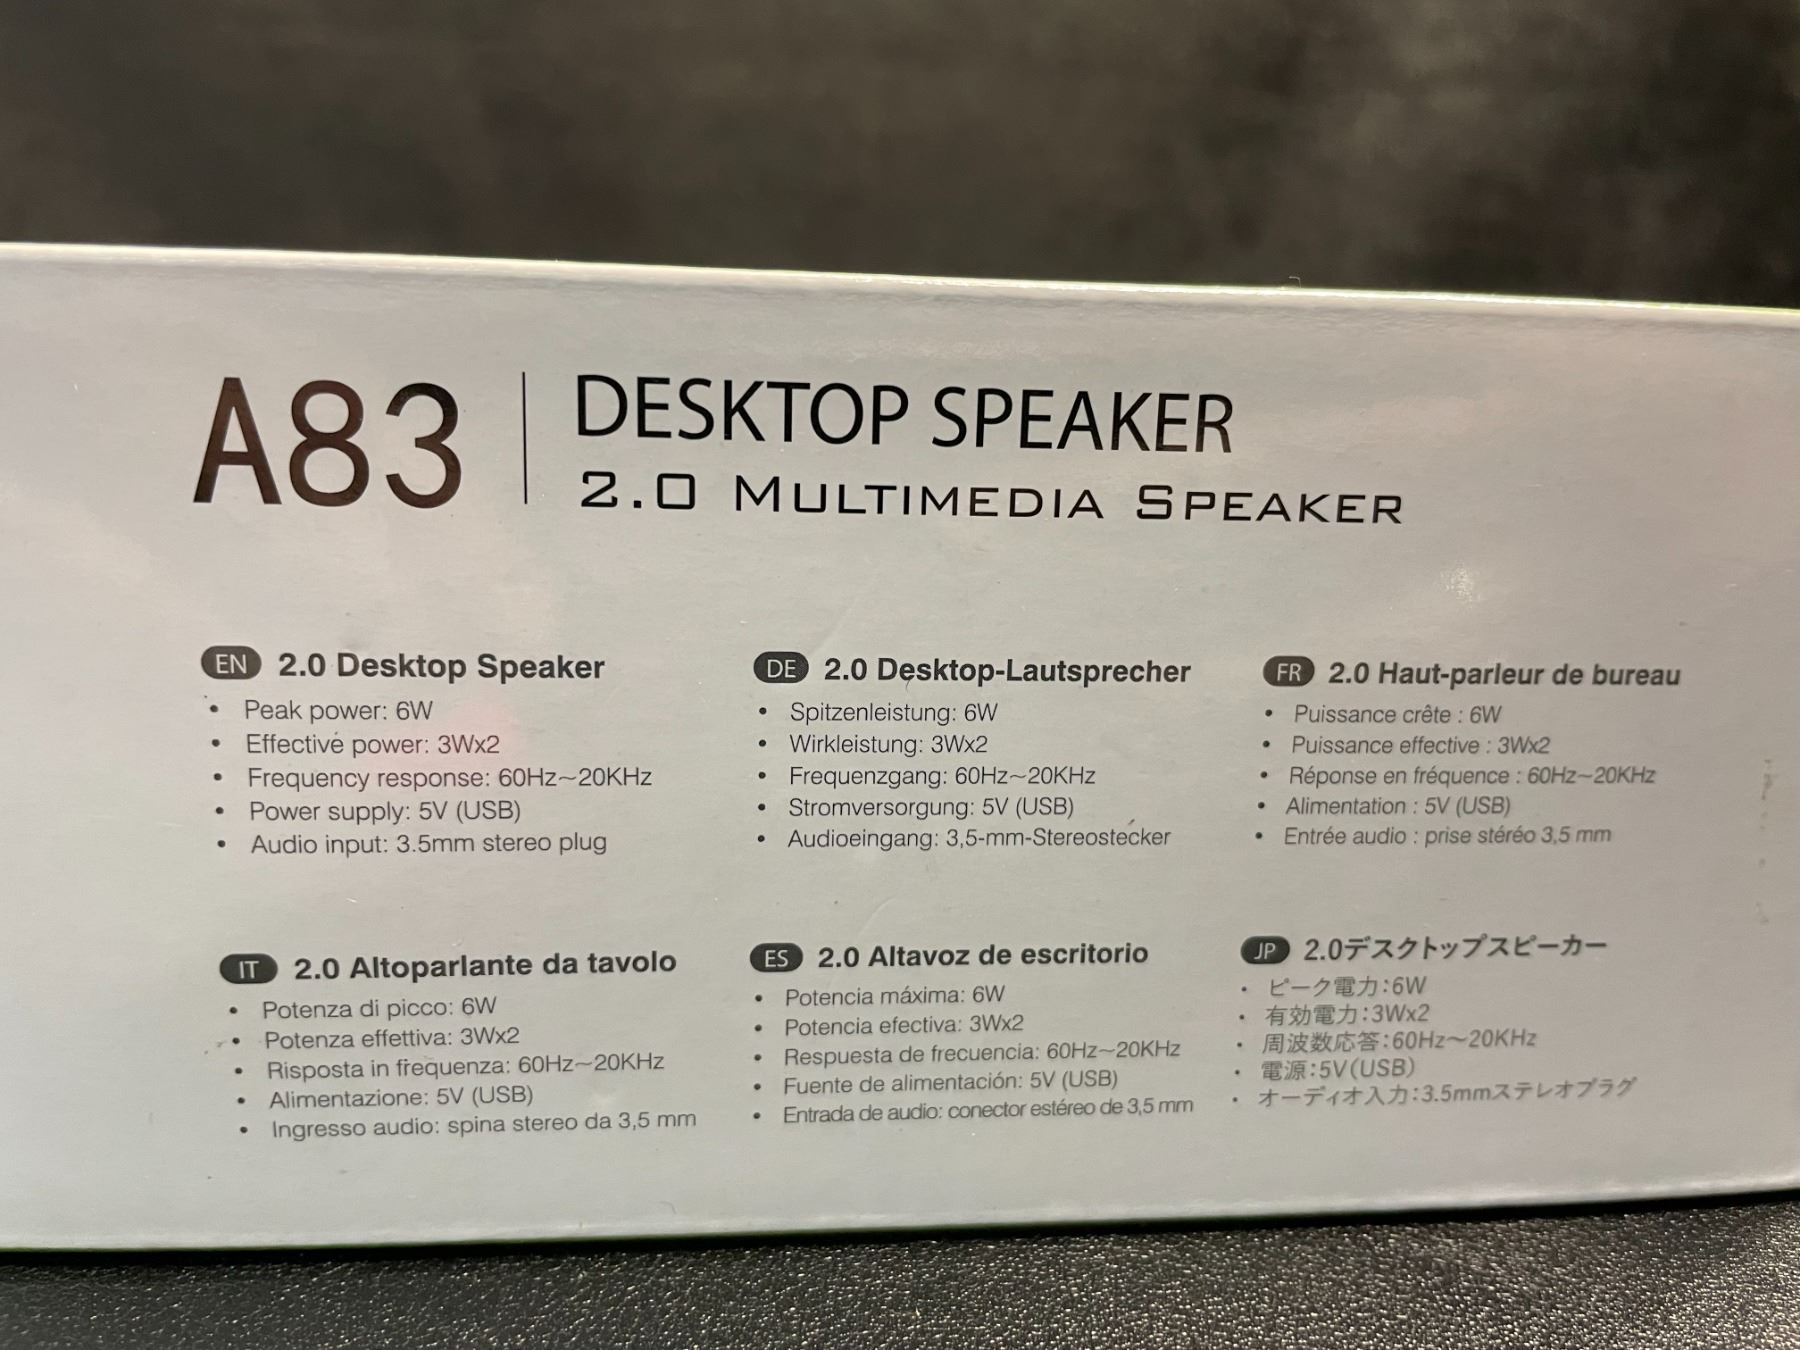 A83
DESKTOP SPEAKER
2.0 MULTIMEDIA SPEAKER
EN 2.0 Desktop Speaker
• Peak power: 6W
• Effective power: 3Wx2
• Frequency response: 60Hz~20KHz
• Power supply: 5V (USB)
• Audio input: 3.5mm stereo plug
DE 2.0 Desktop-Lautsprecher
• Spitzenleistung: 6W
• Wirkleistung: 3Wx2
• Frequenzgang: 60Hz~20KHz
• Stromversorgung: 5V (USB)
• Audioeingang: 3,5-mm-Stereostecker
FR 2.0 Haut-parleur de bureau
• Puissance crête : 6W
• Puissance effective : 3Wx2
• Réponse en fréquence : 60Hz~20KHz
• Alimentation : 5V (USB)
• Entrée audio : prise stéréo 3,5 mm
IT 2.0 Altoparlante da tavolo
• Potenza di picco: 6W
• Potenza effettiva: 3Wx2
• Risposta in frequenza: 60Hz~20KHz
• Alimentazione: 5V (USB)
• Ingresso audio: spina stereo da 3,5 mm
ES 2.0 Altavoz de escritorio
• Potencia máxima: 6W
• Potencia efectiva: 3Wx2
• Respuesta de frecuencia: 60Hz~20KHz
• Fuente de alimentación: 5V (USB)
• Entrada de audio: conector estéreo de 3,5 mm
JP 2.0デスクトップスピーカー
• ピーク電力:6W
• 有効電力:3Wx2
• 周波数応答:60Hz～20KHz
• 電源:5V(USB)
• オーディオ入力:3.5mmステレオプラグ